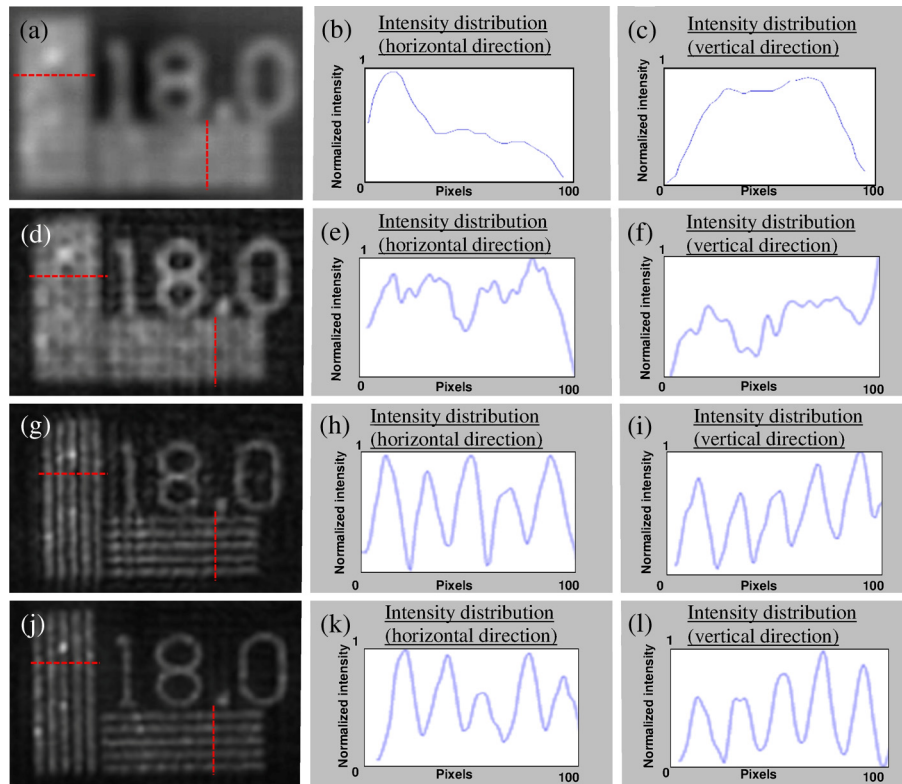 (a)
18.0
(b)
Intensity distribution
(horizontal direction)
1
Normalized intensity
0
Pixels
100
(c)
Intensity distribution
(vertical direction)
1
Normalized intensity
0
Pixels
100
(d)
18.0
(e)
Intensity distribution
(horizontal direction)
1
Normalized intensity
0
Pixels
100
(f)
Intensity distribution
(vertical direction)
1
Normalized intensity
0
Pixels
100
(g)
18.0
(h)
Intensity distribution
(horizontal direction)
1
Normalized intensity
0
Pixels
100
(i)
Intensity distribution
(vertical direction)
1
Normalized intensity
0
Pixels
100
(j)
18.0
(k)
Intensity distribution
(horizontal direction)
1
Normalized intensity
0
Pixels
100
(l)
Intensity distribution
(vertical direction)
1
Normalized intensity
0
Pixels
100